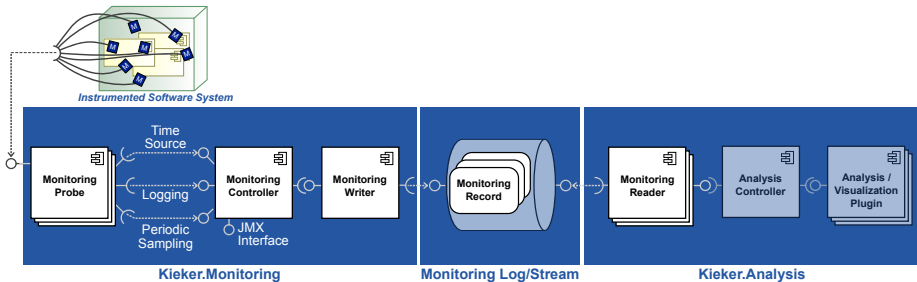 M
M
M
M
M
M
M
Instrumented Software System
Time
Source
Monitoring
Probe
Logging
Periodic
Sampling
Monitoring
Controller
JMX
Interface
Monitoring
Writer
Monitoring
Record
Monitoring
Reader
Analysis
Controller
Analysis /
Visualization
Plugin
Kieker.Monitoring
Monitoring Log/Stream
Kieker.Analysis